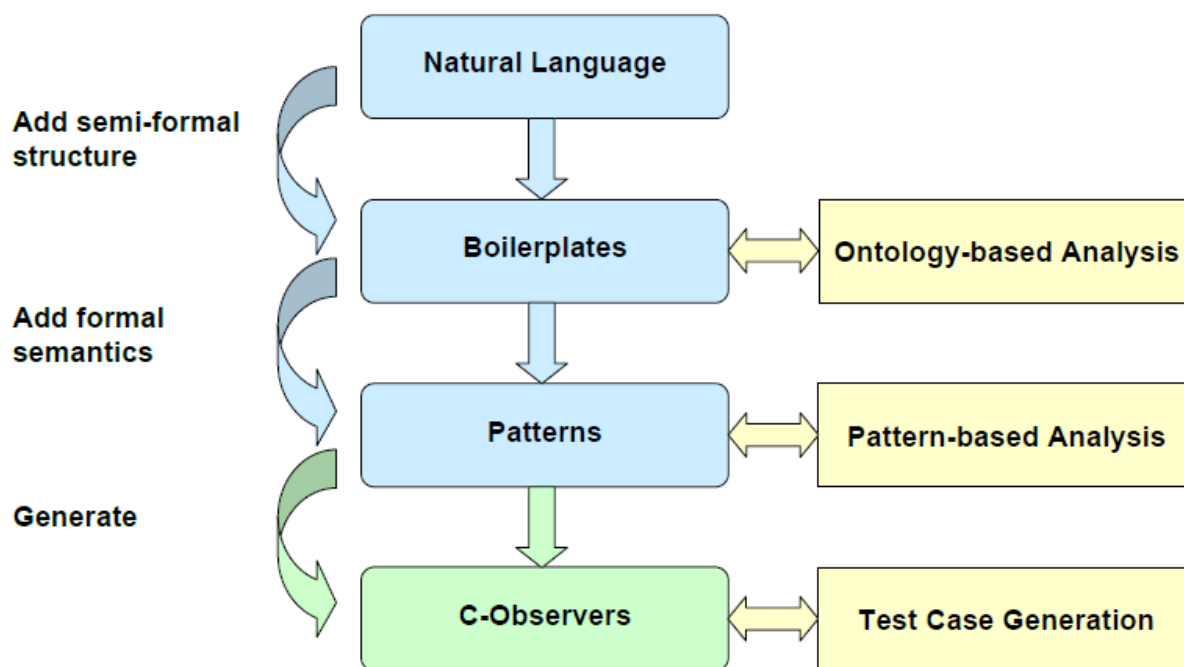 Natural Language
Add semi-formal
structure
Boilerplates
Ontology-based Analysis
Add formal
semantics
Patterns
Pattern-based Analysis
Generate
C-Observers
Test Case Generation